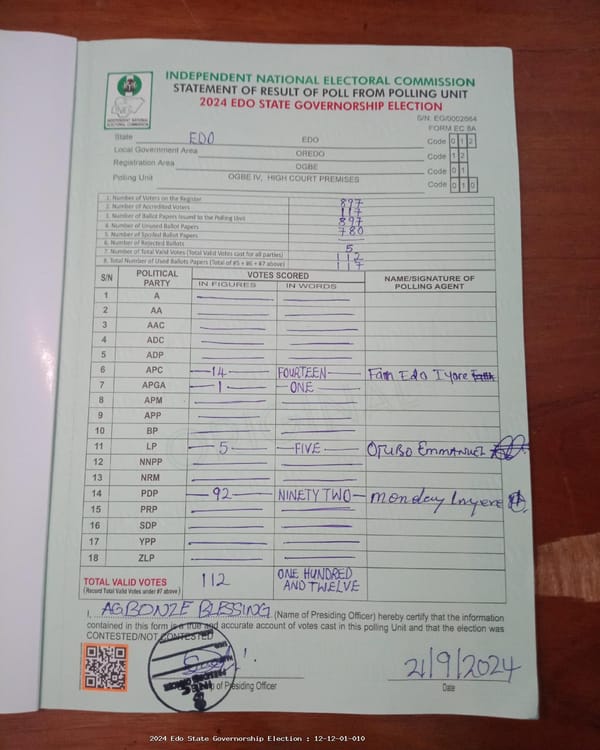 INDEPENDENT NATIONAL ELECTORAL COMMISSION
STATEMENT OF RESULT OF POLL FROM POLLING UNIT
2024 EDO STATE GOVERNORSHIP ELECTION
INDEPENDENT NATIONAL ELECTORAL COMMISSION
S/N: EG/0002664
FORM EC 8A
State EDO EDO Code 0 1 2
Local Government Area OREDO Code 1 2
Registration Area OGBE Code 0 1
Polling Unit OGBE IV, HIGH COURT PREMISES Code 0 1 0
1. Number of Voters on the Register 897
2. Number of Accredited Voters 117
3. Number of Ballot Papers Issued to the Polling Unit 897
4. Number of Unused Ballot Papers 780
5. Number of Spoiled Ballot Papers
6. Number of Rejected Ballots 5
7. Number of Total Valid Votes (Total Valid Votes cast for all parties) 112
8. Total Number of Used Ballots Papers (Total of #5 + #6 + #7 above) 117
S/N POLITICAL PARTY VOTES SCORED NAME/SIGNATURE OF POLLING AGENT
IN FIGURES IN WORDS
1 A
2 AA
3 AAC
4 ADC
5 ADP
6 APC 14 FOURTEEN Faith Edo Iyore
7 APGA 1 ONE
8 APM
9 APP
10 BP
11 LP 5 FIVE OTUBO EMMANUEL
12 NNPP
13 NRM
14 PDP 92 NINETY TWO monday
15 PRP
16 SDP
17 YPP
18 ZLP
TOTAL VALID VOTES 112 ONE HUNDRED AND TWELVE
(Record Total Valid Votes under #7 above)
I, AGBONZE BLESSING (Name of Presiding Officer) hereby certify that the information
contained in this form is a true and accurate account of votes cast in this polling Unit and that the election was
CONTESTED/NOT CONTESTED
of Presiding Officer
21/9/2024
Date
2024 Edo State Governorship Election : 12-12-01-010